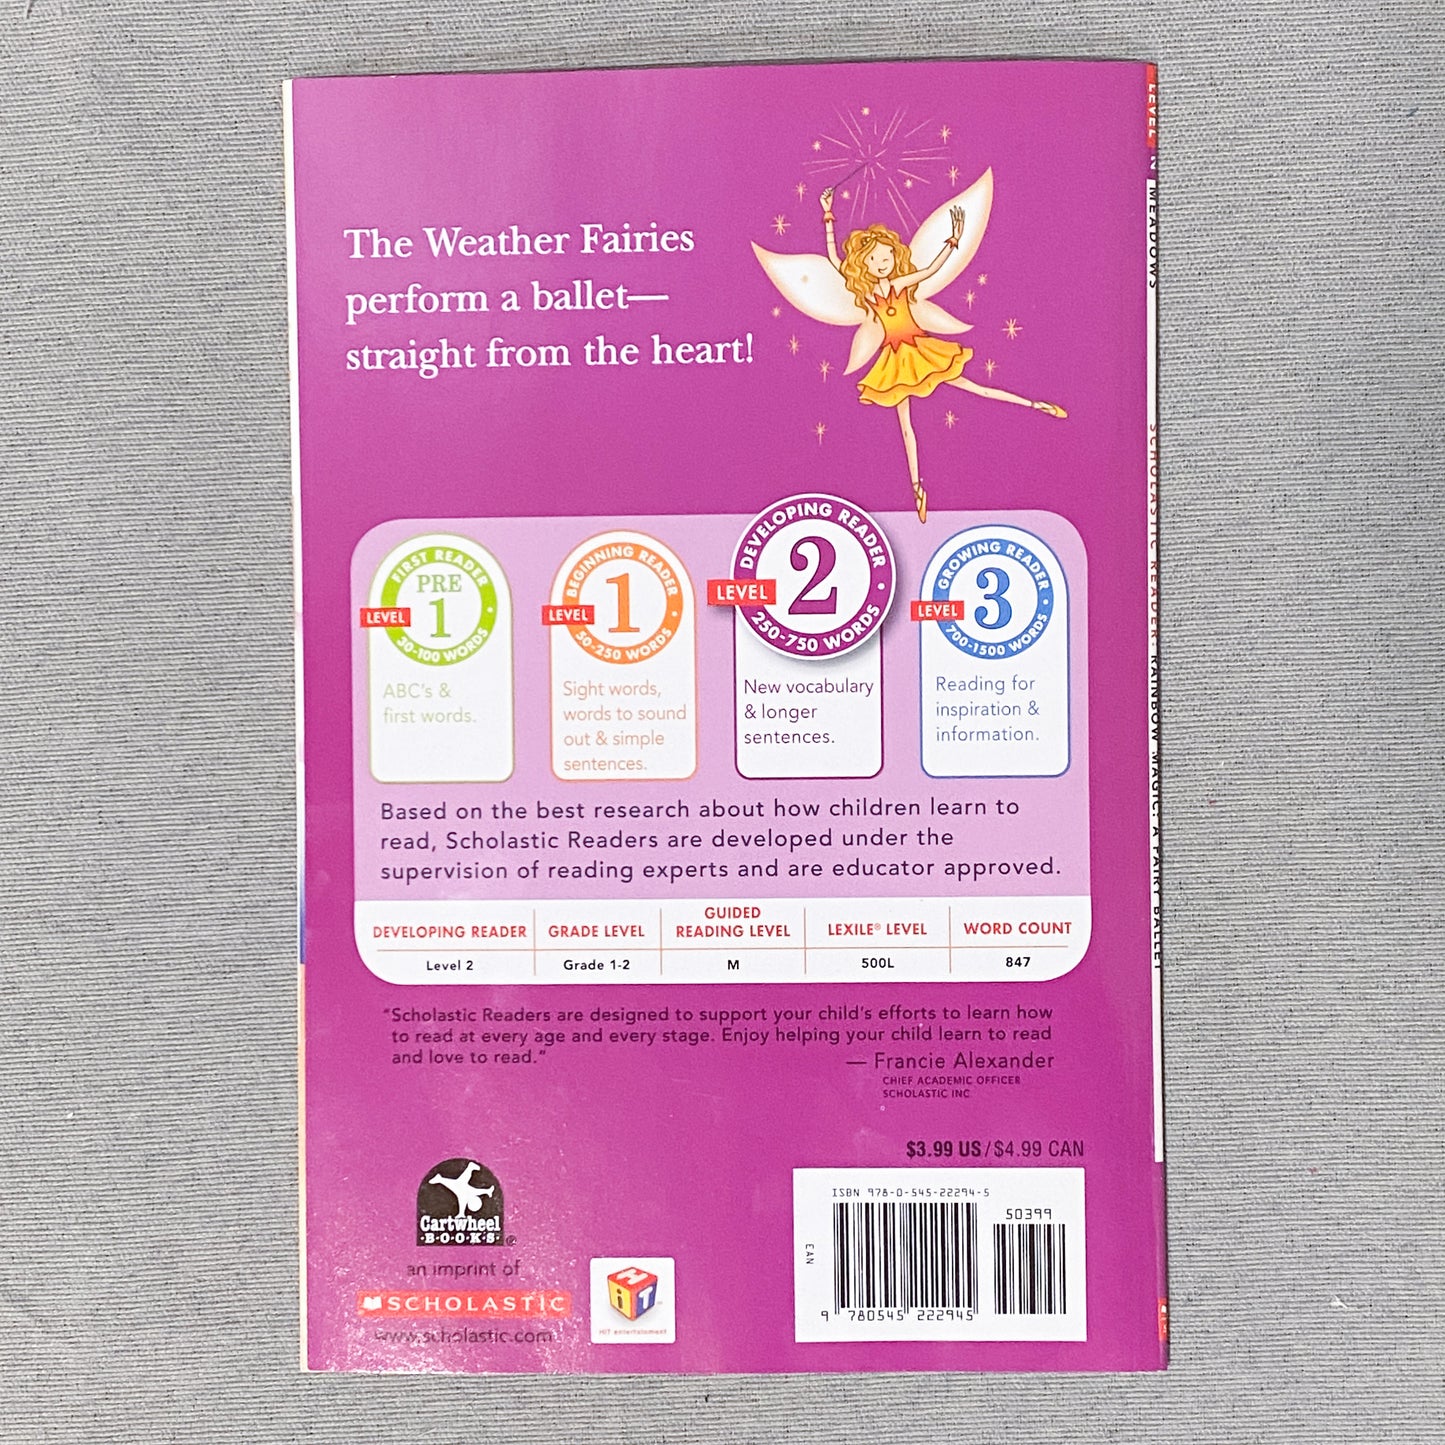 The Weather Fairies
perform a ballet—
straight from the heart!
FIRST READER
PRE
1
LEVEL
30-100 WORDS
ABC's &
first words.
BEGINNING READER
LEVEL
1
50-250 WORDS
Sight words,
words to sound
out & simple
sentences.
DEVELOPING READER
LEVEL
2
250-750 WORDS
New vocabulary
& longer
sentences.
GROWING READER
LEVEL
3
700-1500 WORDS
Reading for
inspiration &
information.
Based on the best research about how children learn to
read, Scholastic Readers are developed under the
supervision of reading experts and are educator approved.
DEVELOPING READER
Level 2
GRADE LEVEL
Grade 1-2
GUIDED
READING LEVEL
M
LEXILE® LEVEL
500L
WORD COUNT
847
"Scholastic Readers are designed to support your child's efforts to learn how
to read at every age and every stage. Enjoy helping your child learn to read
and love to read."
— Francie Alexander
CHIEF ACADEMIC OFFICER
SCHOLASTIC INC.
$3.99 US/$4.99 CAN
ISBN 978-0-545-22294-5
50399
EAN
9 780545 222945
Cartwheel
·B·O·O·K·S· ®
an imprint of
SCHOLASTIC
www.scholastic.com
HiT
HIT entertainment
LEVEL 2 MEADOWS SCHOLASTIC READER: RAINBOW MAGIC: A FAIRY BALLET